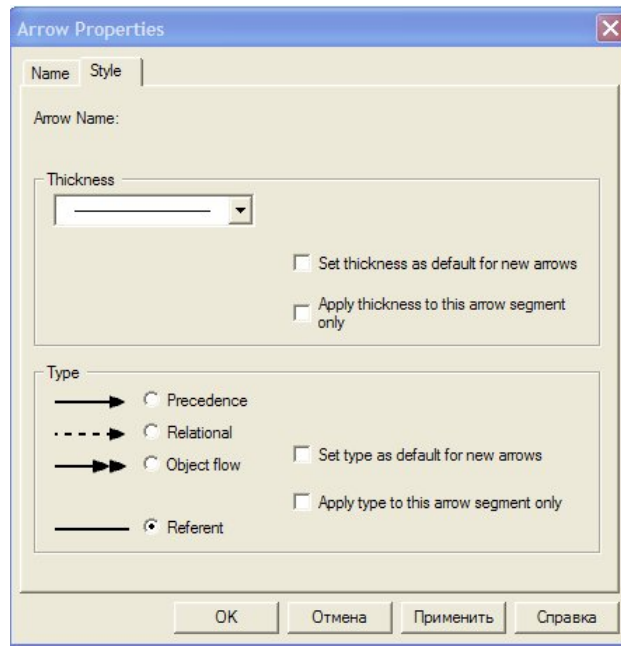 Arrow Properties
Name Style
Arrow Name:
Thickness
Set thickness as default for new arrows
Apply thickness to this arrow segment
only
Type
Precedence
Relational
Set type as default for new arrows
Object flow
Apply type to this arrow segment only
Referent
OK Отмена Применить Справка